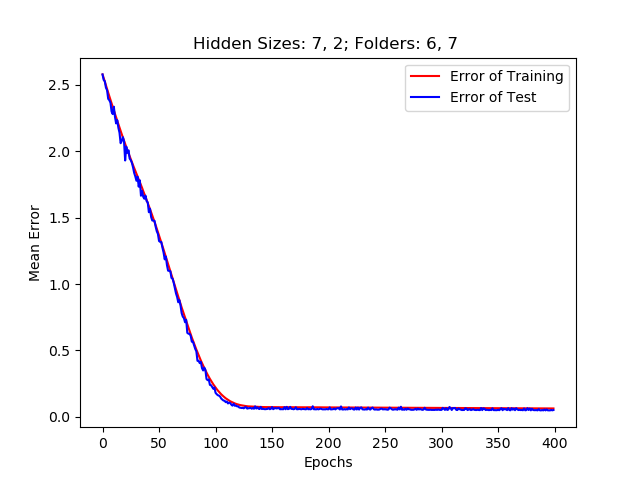 Hidden Sizes: 7, 2; Folders: 6, 7
Error of Training
Error of Test
Mean Error
2.5
2.0
1.5
1.0
0.5
0.0
0 50 100 150 200 250 300 350 400
Epochs